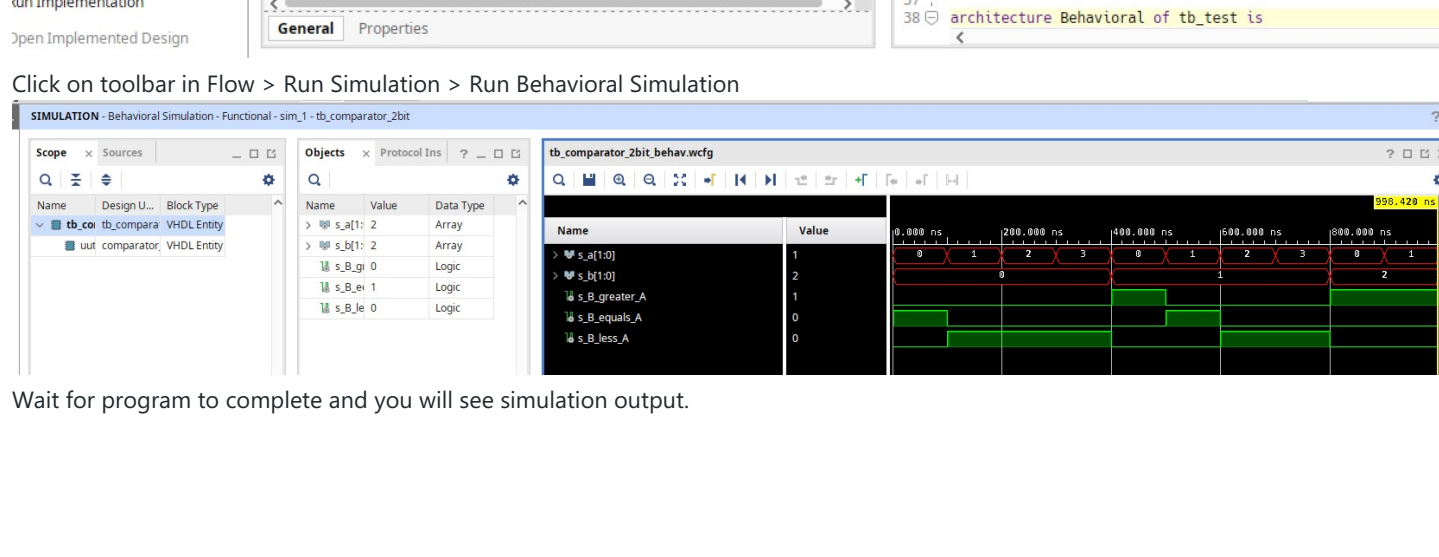 Run Implementation
Open Implemented Design
General Properties
37
38 architecture Behavioral of tb_test is
Click on toolbar in Flow > Run Simulation > Run Behavioral Simulation
SIMULATION - Behavioral Simulation - Functional - sim_1 - tb_comparator_2bit ?
Scope × Sources
Objects × Protocol Ins ?
tb_comparator_2bit_behav.wcfg ?
Name Design U... Block Type
tb_coi tb_compara VHDL Entity
uut comparator_ VHDL Entity
Name Value Data Type
s_a[1: 2 Array
s_b[1: 2 Array
s_B_gr 0 Logic
s_B_e 1 Logic
s_B_le 0 Logic
998.420 ns
Name Value
0.000 ns 200.000 ns 400.000 ns 600.000 ns 800.000 ns
s_a[1:0] 1 0 1 2 3 0 1 2 3 0 1
s_b[1:0] 2 0 1 2
s_B_greater_A 1
s_B_equals_A 0
s_B_less_A 0
Wait for program to complete and you will see simulation output.